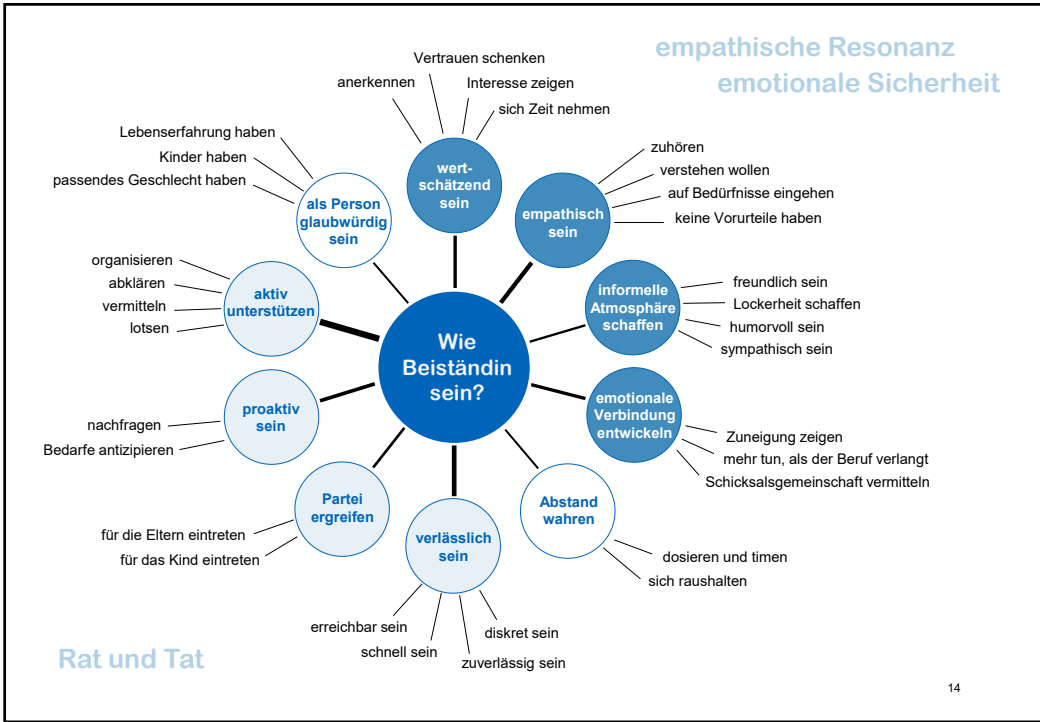 empathische Resonanz
emotionale Sicherheit
Vertrauen schenken
anerkennen
Interesse zeigen
sich Zeit nehmen
wert-
schätzend
sein
Lebenserfahrung haben
Kinder haben
passendes Geschlecht haben
als Person
glaubwürdig
sein
zuhören
verstehen wollen
auf Bedürfnisse eingehen
keine Vorurteile haben
empathisch
sein
organisieren
abklären
vermitteln
lotsen
aktiv
unterstützen
informelle
Atmosphäre
schaffen
freundlich sein
Lockerheit schaffen
humorvoll sein
sympathisch sein
Wie
Beiständin
sein?
proaktiv
sein
nachfragen
Bedarfe antizipieren
emotionale
Verbindung
entwickeln
Zuneigung zeigen
mehr tun, als der Beruf verlangt
Schicksalsgemeinschaft vermitteln
Partei
ergreifen
für die Eltern eintreten
für das Kind eintreten
verlässlich
sein
erreichbar sein
schnell sein
zuverlässig sein
diskret sein
Abstand
wahren
dosieren und timen
sich raushalten
Rat und Tat
14